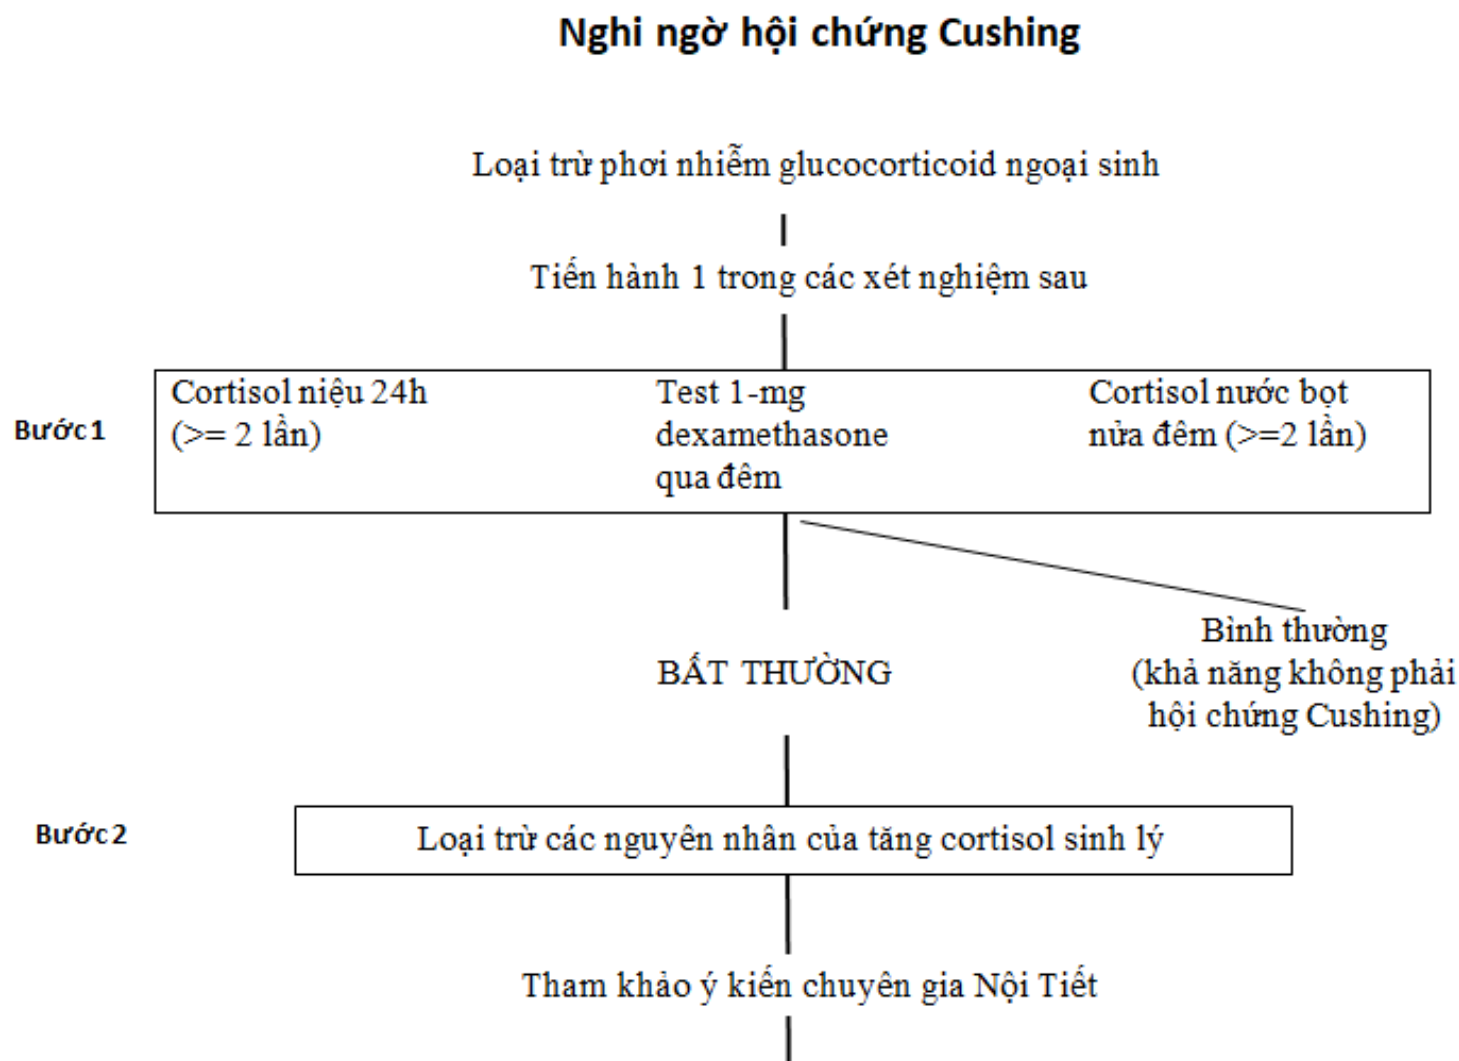 Nghi ngờ hội chứng Cushing
Loại trừ phơi nhiễm glucocorticoid ngoại sinh
Tiến hành 1 trong các xét nghiệm sau
Bước 1
Cortisol niệu 24h
(>= 2 lần)
Test 1-mg
dexamethasone
qua đêm
Cortisol nước bọt
nửa đêm (>=2 lần)
Bình thường
(khả năng không phải
hội chứng Cushing)
BẤT THƯỜNG
Bước 2
Loại trừ các nguyên nhân của tăng cortisol sinh lý
Tham khảo ý kiến chuyên gia Nội Tiết